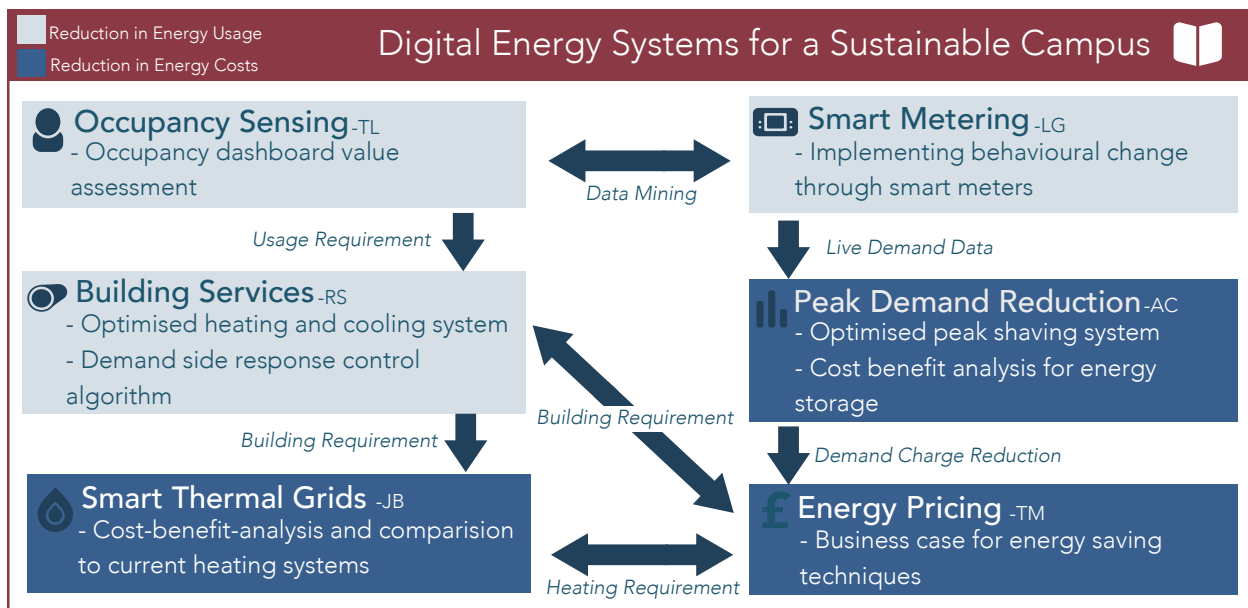 Reduction in Energy Usage
Reduction in Energy Costs
Digital Energy Systems for a Sustainable Campus
Occupancy Sensing -TL
- Occupancy dashboard value
assessment
Data Mining
Smart Metering -LG
- Implementing behavioural change
through smart meters
Usage Requirement
Live Demand Data
Building Services -RS
- Optimised heating and cooling system
- Demand side response control
algorithm
Peak Demand Reduction -AC
- Optimised peak shaving system
- Cost benefit analysis for energy
storage
Building Requirement
Building Requirement
Demand Charge Reduction
Smart Thermal Grids -JB
- Cost-benefit-analysis and comparision
to current heating systems
Heating Requirement
£ Energy Pricing -TM
- Business case for energy saving
techniques